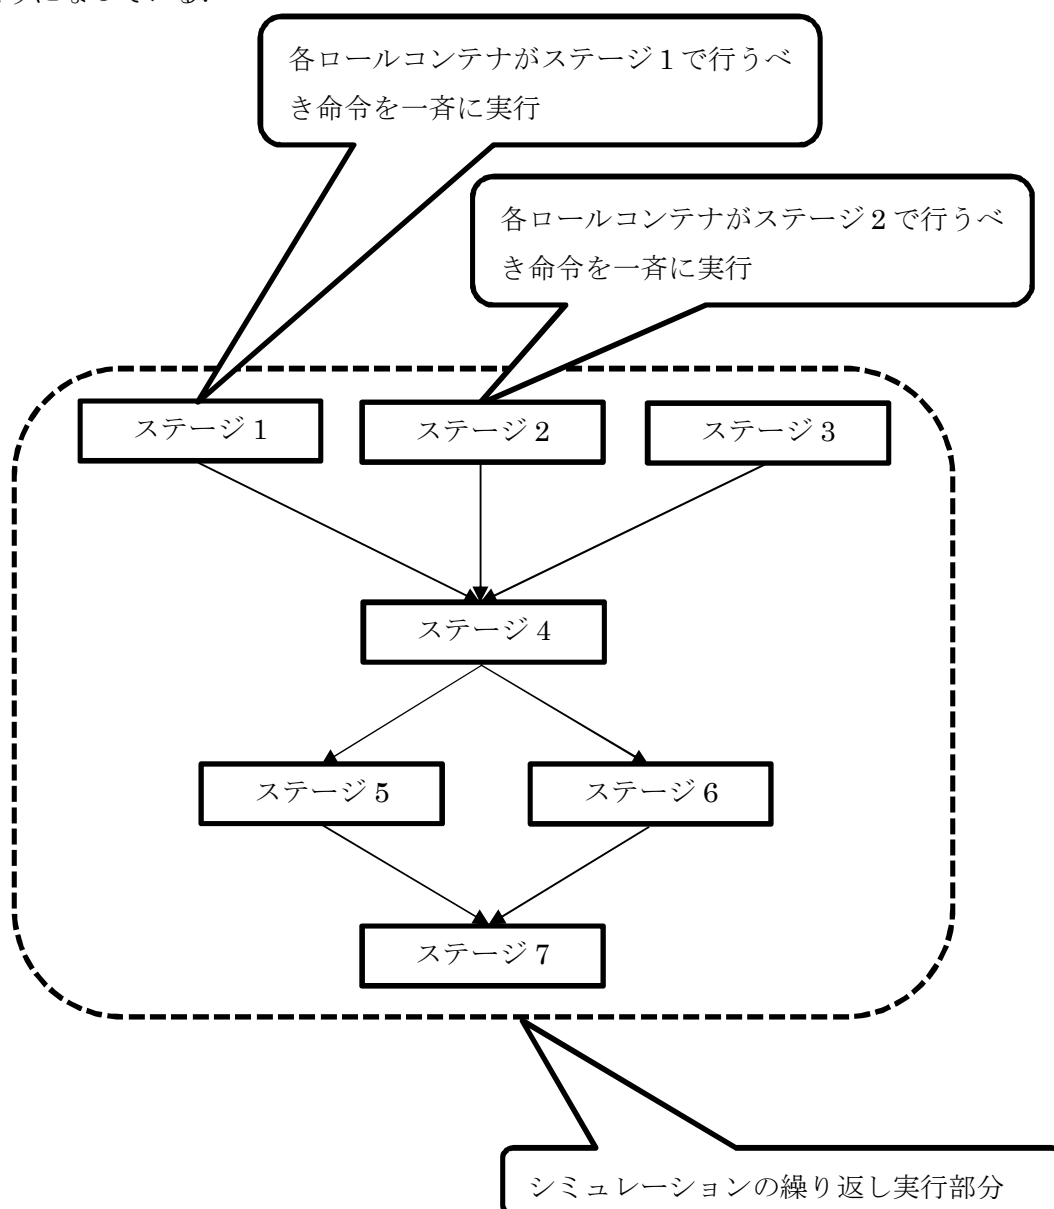 各ロールコンテナがステージ1で行うべ
き命令を一斉に実行
各ロールコンテナがステージ2で行うべ
き命令を一斉に実行
ステージ1
ステージ2
ステージ3
ステージ4
ステージ5
ステージ6
ステージ7
シミュレーションの繰り返し実行部分